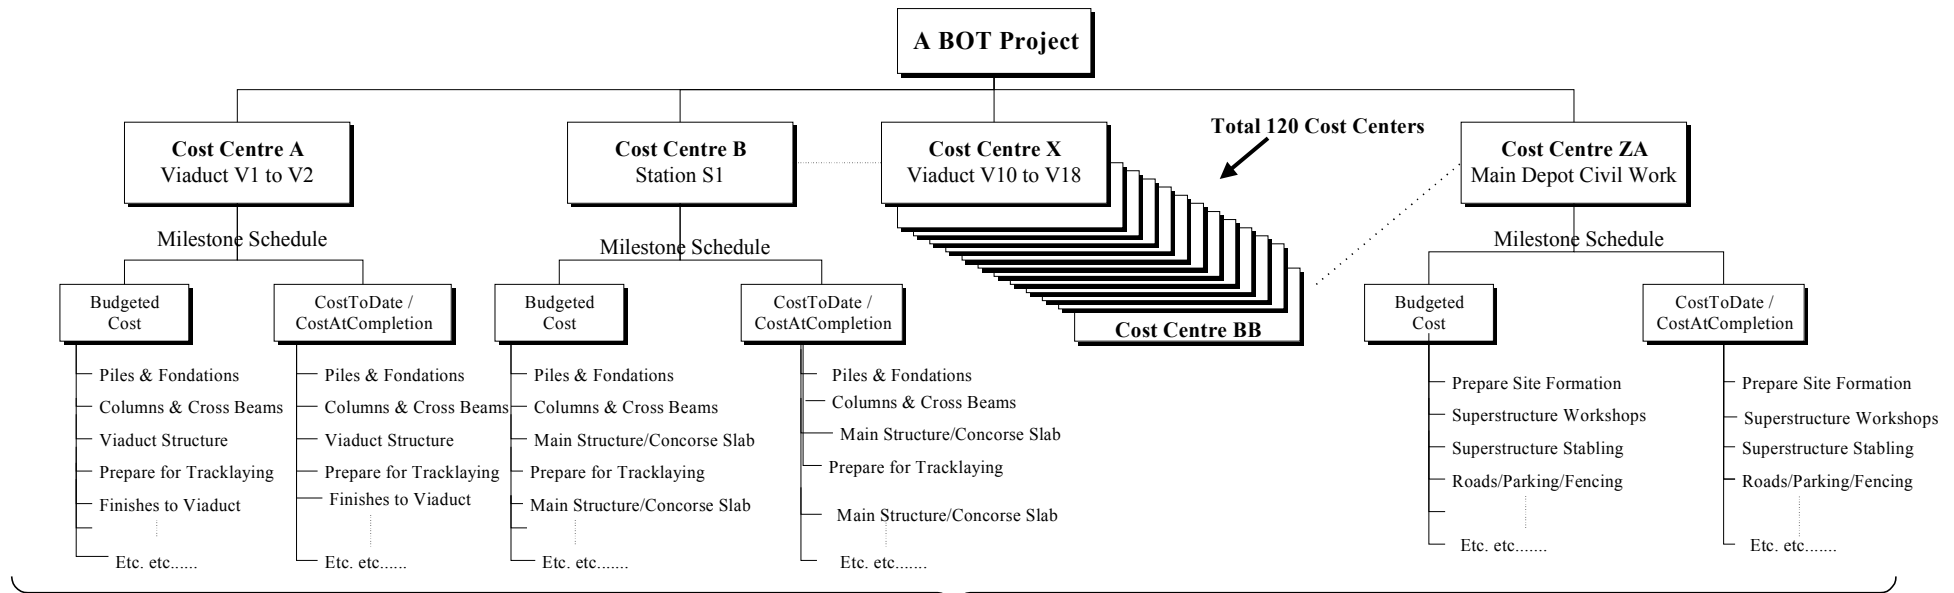 A BOT Project
Total 120 Cost Centers
Cost Centre A
Viaduct V1 to V2
Cost Centre B
Station S1
Cost Centre X
Viaduct V10 to V18
Cost Centre ZA
Main Depot Civil Work
Cost Centre BB
Milestone Schedule
Budgeted
Cost
CostToDate /
CostAtCompletion
Piles & Fondations
Columns & Cross Beams
Viaduct Structure
Prepare for Tracklaying
Finishes to Viaduct
Etc. etc......
Piles & Fondations
Columns & Cross Beams
Viaduct Structure
Prepare for Tracklaying
Finishes to Viaduct
Etc. etc......
Milestone Schedule
Budgeted
Cost
CostToDate /
CostAtCompletion
Piles & Fondations
Columns & Cross Beams
Main Structure/Concorse Slab
Prepare for Tracklaying
Main Structure/Concorse Slab
Etc. etc.......
Piles & Fondations
Columns & Cross Beams
Main Structure/Concorse Slab
Prepare for Tracklaying
Main Structure/Concorse Slab
Etc. etc.......
Milestone Schedule
Budgeted
Cost
CostToDate /
CostAtCompletion
Prepare Site Formation
Superstructure Workshops
Superstructure Stabling
Roads/Parking/Fencing
Etc. etc.......
Prepare Site Formation
Superstructure Workshops
Superstructure Stabling
Roads/Parking/Fencing
Etc. etc.......